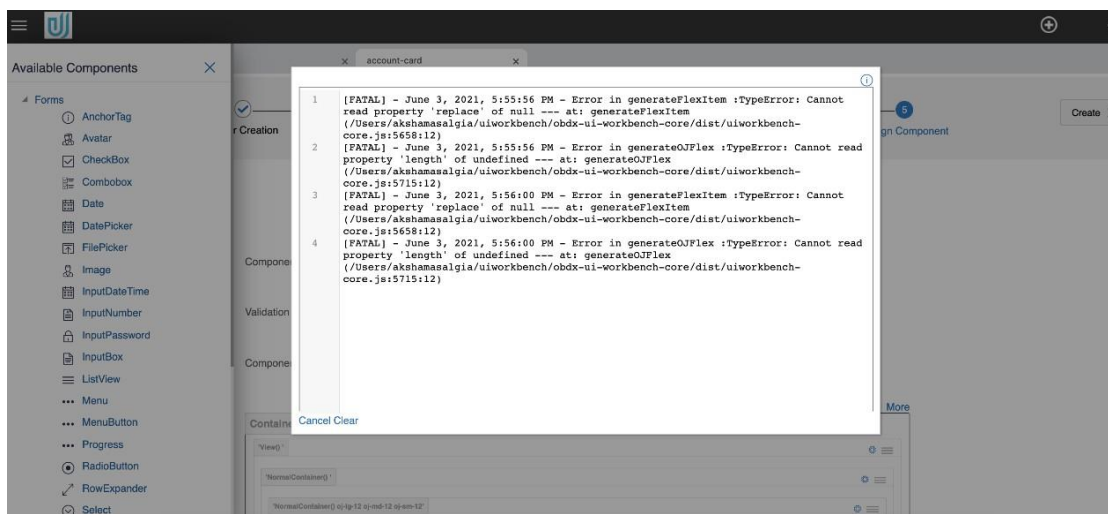 account-card
Available Components
Forms
AnchorTag
Avatar
CheckBox
Combobox
Date
DatePicker
FilePicker
Image
InputDateTime
InputNumber
InputPassword
InputBox
ListView
Menu
MenuButton
Progress
RadioButton
RowExpander
Select
r Creation
5
gn Component
Create
1 [FATAL] - June 3, 2021, 5:55:56 PM - Error in generateFlexItem :TypeError: Cannot
read property 'replace' of null --- at: generateFlexItem
(/Users/akshamasalgia/uiworkbench/obdx-ui-workbench-core/dist/uiworkbench-
core.js:5658:12)
2 [FATAL] - June 3, 2021, 5:55:56 PM - Error in generateOJFlex :TypeError: Cannot read
property 'length' of undefined --- at: generateOJFlex
(/Users/akshamasalgia/uiworkbench/obdx-ui-workbench-core/dist/uiworkbench-
core.js:5715:12)
3 [FATAL] - June 3, 2021, 5:56:00 PM - Error in generateFlexItem :TypeError: Cannot
read property 'replace' of null --- at: generateFlexItem
(/Users/akshamasalgia/uiworkbench/obdx-ui-workbench-core/dist/uiworkbench-
core.js:5658:12)
4 [FATAL] - June 3, 2021, 5:56:00 PM - Error in generateOJFlex :TypeError: Cannot read
property 'length' of undefined --- at: generateOJFlex
(/Users/akshamasalgia/uiworkbench/obdx-ui-workbench-core/dist/uiworkbench-
core.js:5715:12)
Cancel Clear
Compone
Validation
Compone
More
Containe
'View() '
'NormalContainer() '
'NormalContainer() oj-lg-12 oj-md-12 oj-sm-12'